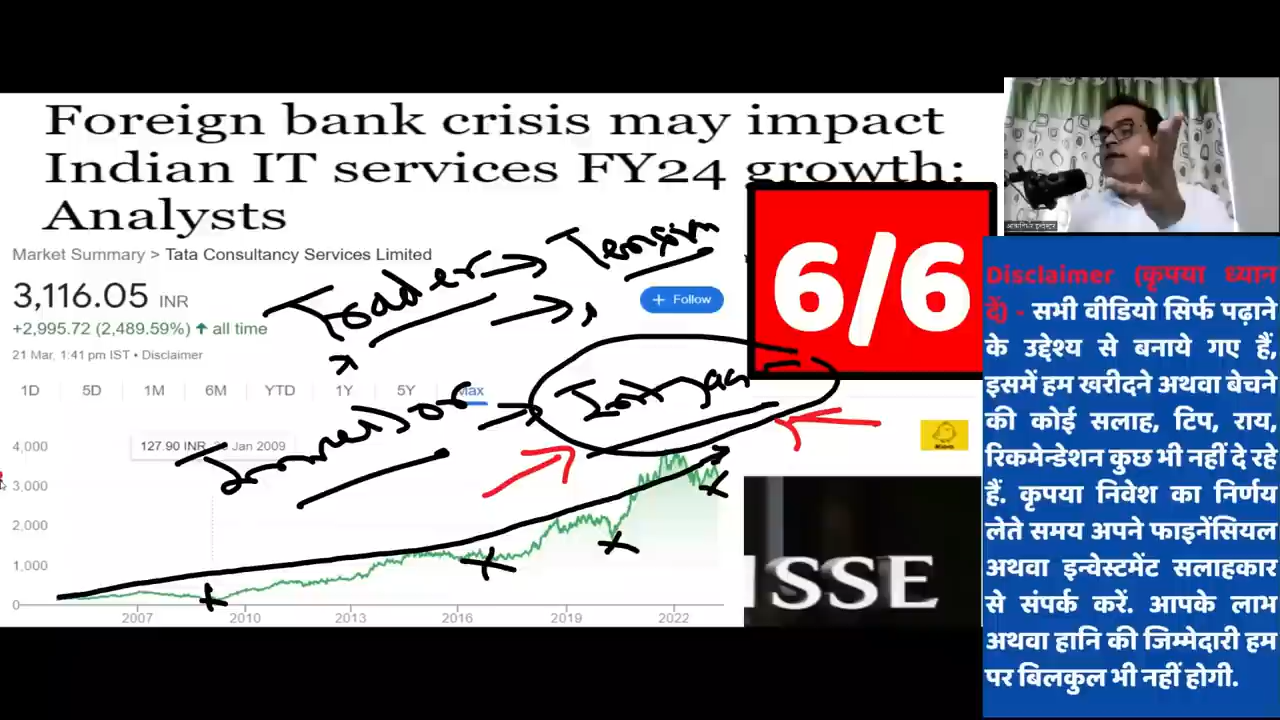 Foreign bank crisis may impact
Indian IT services FY24 growth:
Analysts
Market Summary > Tata Consultancy Services Limited
3,116.05 INR
+2,995.72 (2,489.59%) ↑ all time
21 Mar, 1:41 pm IST • Disclaimer
+ Follow
1D 5D 1M 6M YTD 1Y 5Y Max
127.90 INR Jan 2009
4,000
3,000
2,000
1,000
0
2007 2010 2013 2016 2019 2022
Trader → Tension
Investor →
6/6
ISSE
Disclaimer (कृपया ध्यान
दें) - सभी वीडियो सिर्फ पढ़ाने
के उद्देश्य से बनाये गए हैं,
इसमें हम खरीदने अथवा बेचने
की कोई सलाह, टिप, राय,
रिकमेन्डेशन कुछ भी नहीं दे रहे
हैं. कृपया निवेश का निर्णय
लेते समय अपने फाइनेंसियल
अथवा इन्वेस्टमेंट सलाहकार
से संपर्क करें. आपके लाभ
अथवा हानि की जिम्मेदारी हम
पर बिलकुल भी नहीं होगी.